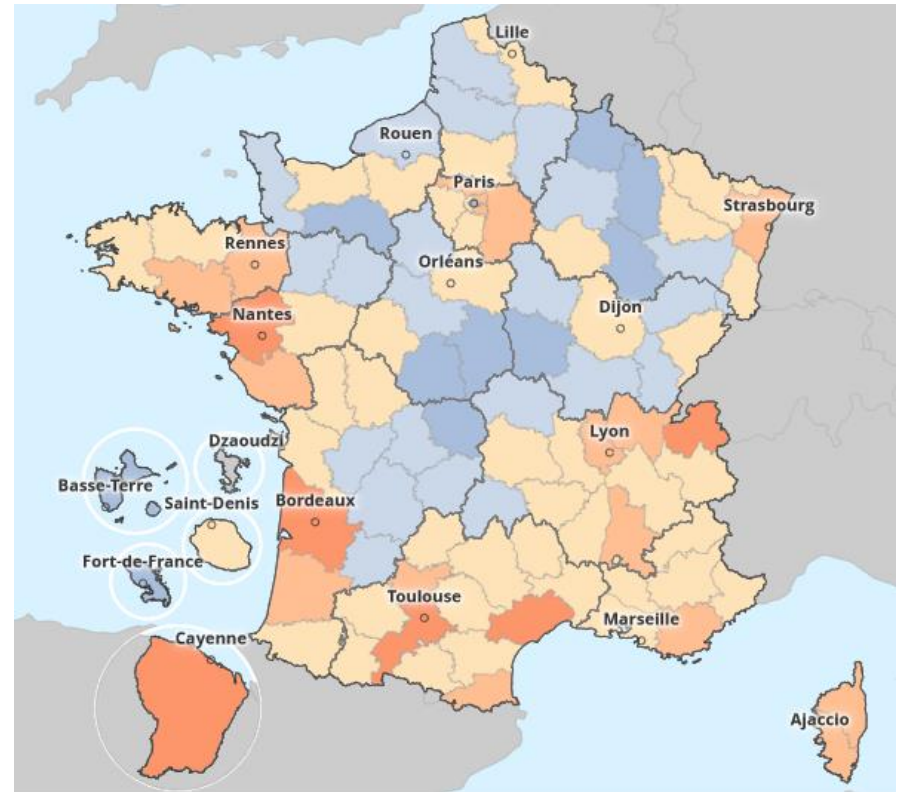 Lille
Rouen
Paris
Strasbourg
Rennes
Orléans
Nantes
Dijon
Lyon
Dzaoudzi
Basse-Terre
Saint-Denis
Bordeaux
Fort-de-France
Toulouse
Marseille
Cayenne
Ajaccio